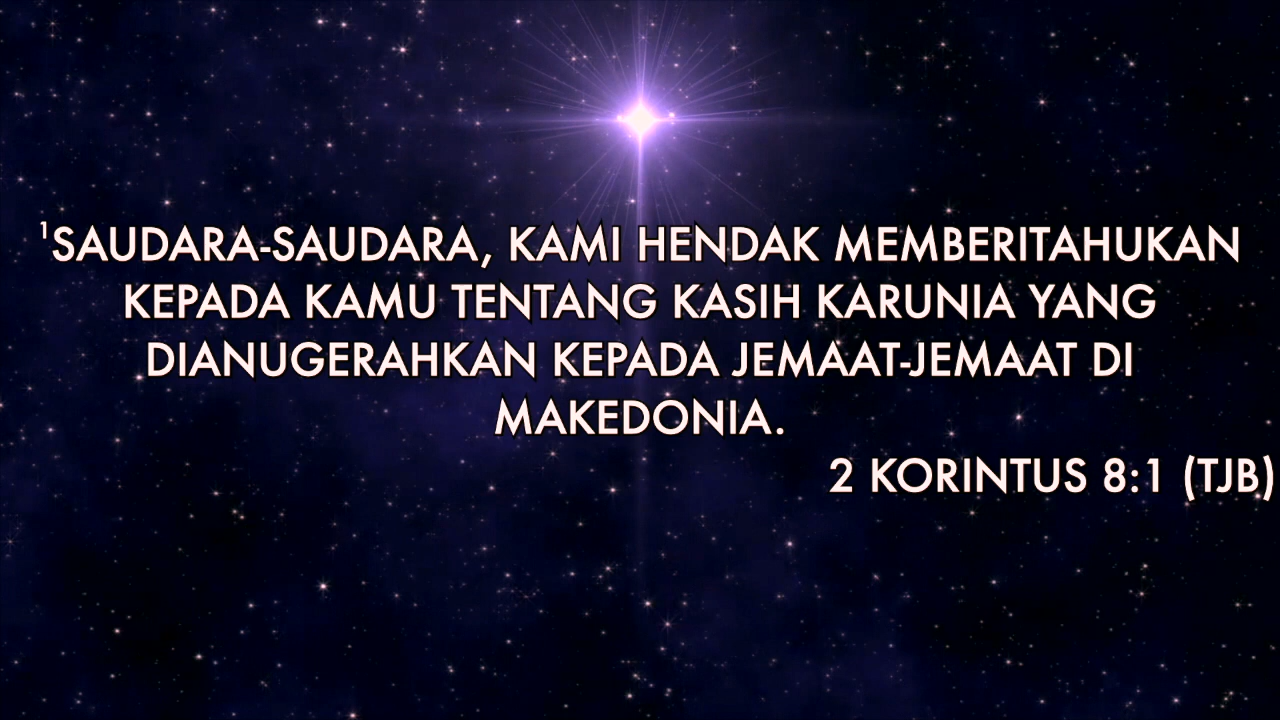 ¹SAUDARA-SAUDARA, KAMI HENDAK MEMBERITAHUKAN
KEPADA KAMU TENTANG KASIH KARUNIA YANG
DIANUGERAHKAN KEPADA JEMAAT-JEMAAT DI
MAKEDONIA.
2 KORINTUS 8:1 (TJB)